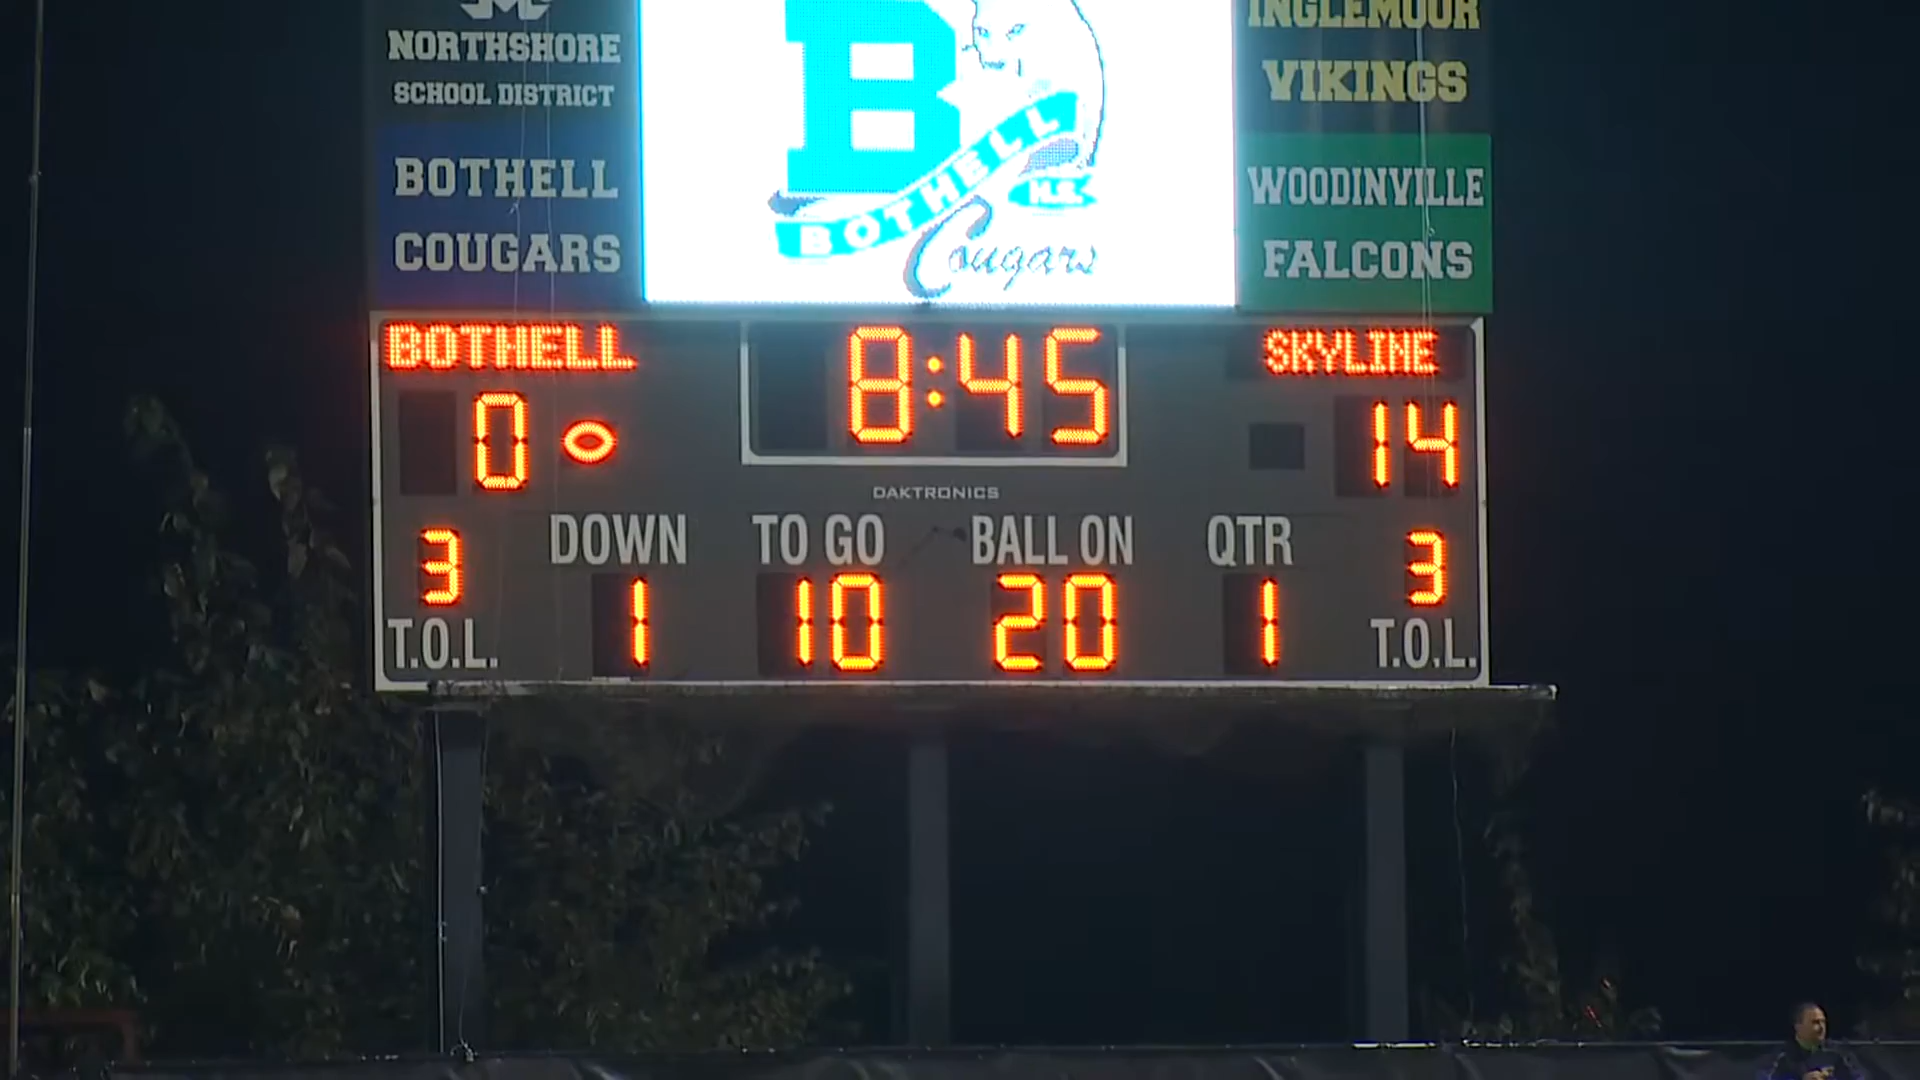 NORTHSHORE
SCHOOL DISTRICT
BOTHELL
COUGARS
B
BOTHELL
H.S.
Cougars
INGLEMOOR
VIKINGS
WOODINVILLE
FALCONS
BOTHELL
8:45
SKYLINE
0
14
DAKTRONICS
DOWN
TO GO
BALL ON
QTR
3
1
10
20
1
3
T.O.L.
T.O.L.